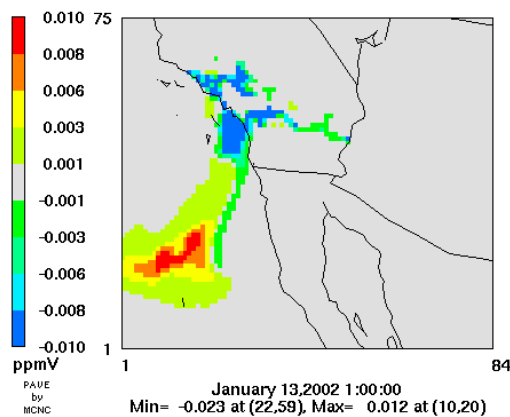 0.010
0.008
0.006
0.003
0.001
-0.001
-0.003
-0.006
-0.008
-0.010
ppmV
PAVE
by
MCNC
75
1
1 84
January 13,2002 1:00:00
Min= -0.023 at (22,59), Max= 0.012 at (10,20)